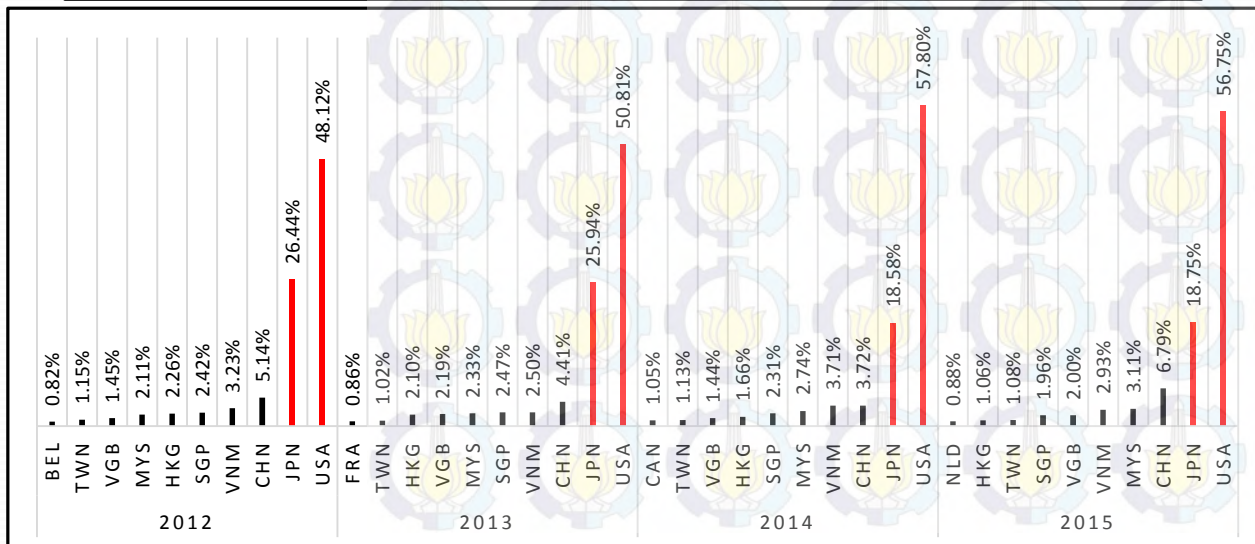 0.82%
1.15%
1.45%
2.11%
2.26%
2.42%
3.23%
5.14%
26.44%
48.12%
0.86%
1.02%
2.10%
2.19%
2.33%
2.47%
2.50%
4.41%
25.94%
50.81%
1.05%
1.13%
1.44%
1.66%
2.31%
2.74%
3.71%
3.72%
18.58%
57.80%
0.88%
1.06%
1.08%
1.96%
2.00%
2.93%
3.11%
6.79%
18.75%
56.75%
BEL
TWN
VGB
MYS
HKG
SGP
VNM
CHN
JPN
USA
FRA
TWN
HKG
VGB
MYS
SGP
VNM
CHN
JPN
USA
CAN
TWN
VGB
HKG
SGP
MYS
VNM
CHN
JPN
USA
NLD
HKG
TWN
SGP
VGB
VNM
MYS
CHN
JPN
USA
2012
2013
2014
2015